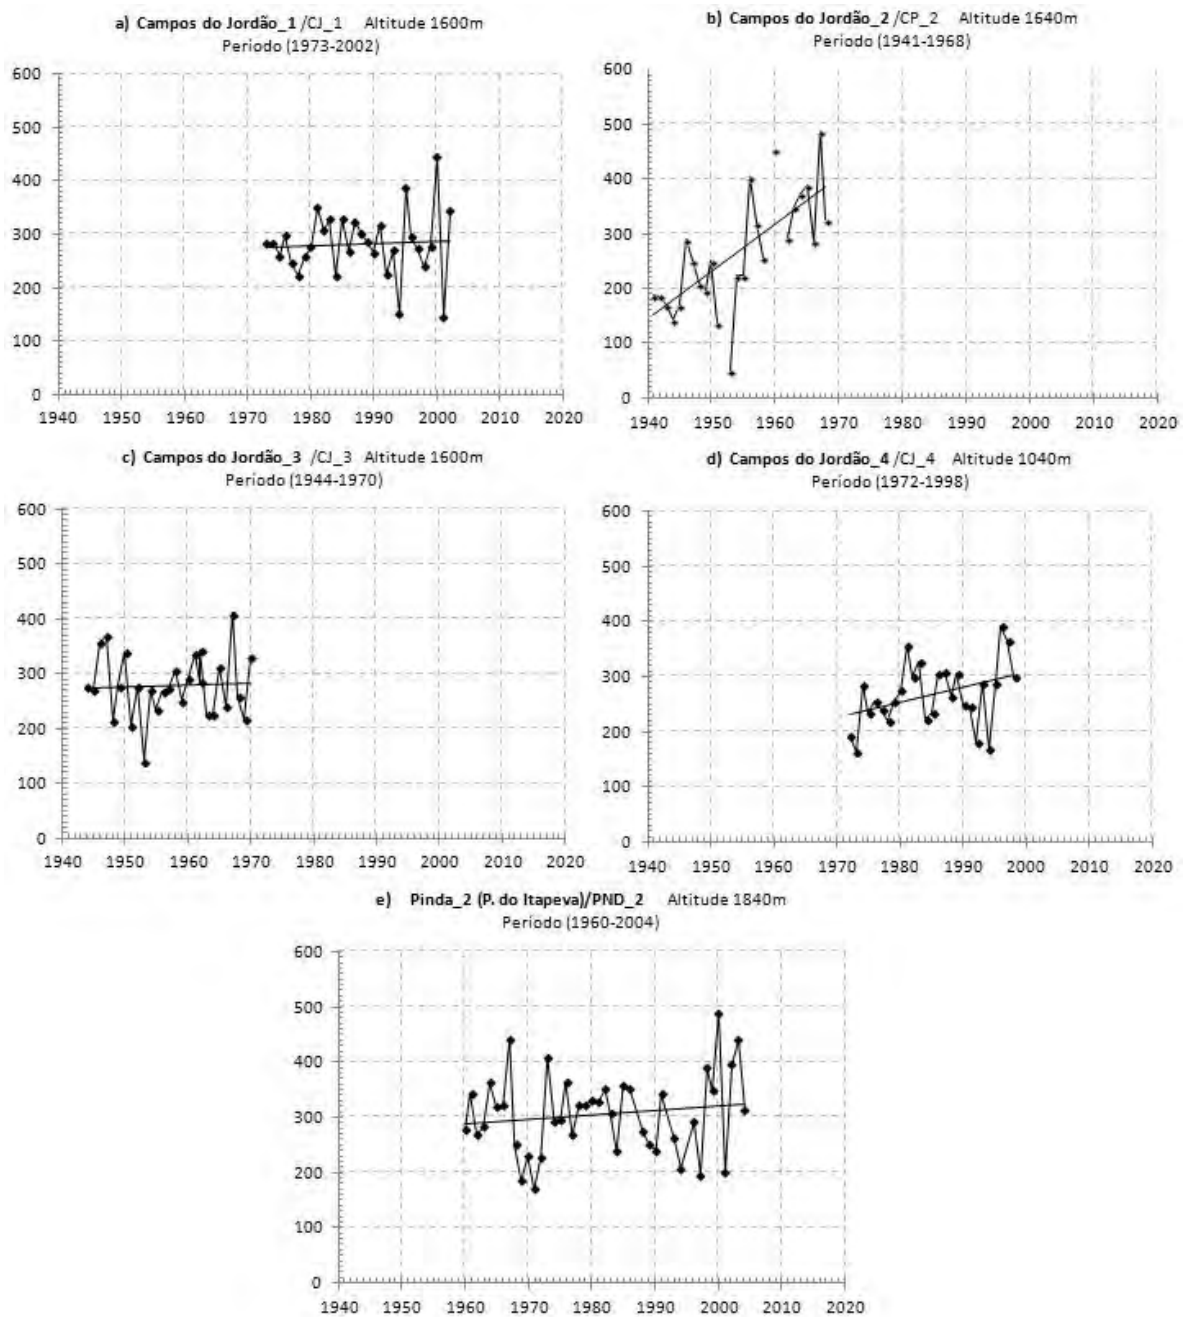 a) Campos do Jordão_1 /CJ_1 Altitude 1600m
Período (1973-2002)
600
500
400
300
200
100
0
1940 1950 1960 1970 1980 1990 2000 2010 2020
b) Campos do Jordão_2 /CP_2 Altitude 1640m
Período (1941-1968)
600
500
400
300
200
100
0
1940 1950 1960 1970 1980 1990 2000 2010 2020
c) Campos do Jordão_3 /CJ_3 Altitude 1600m
Período (1944-1970)
600
500
400
300
200
100
0
1940 1950 1960 1970 1980 1990 2000 2010 2020
d) Campos do Jordão_4 /CJ_4 Altitude 1040m
Período (1972-1998)
600
500
400
300
200
100
0
1940 1950 1960 1970 1980 1990 2000 2010 2020
e) Pinda_2 (P. do Itapeva)/PND_2 Altitude 1840m
Período (1960-2004)
600
500
400
300
200
100
0
1940 1950 1960 1970 1980 1990 2000 2010 2020